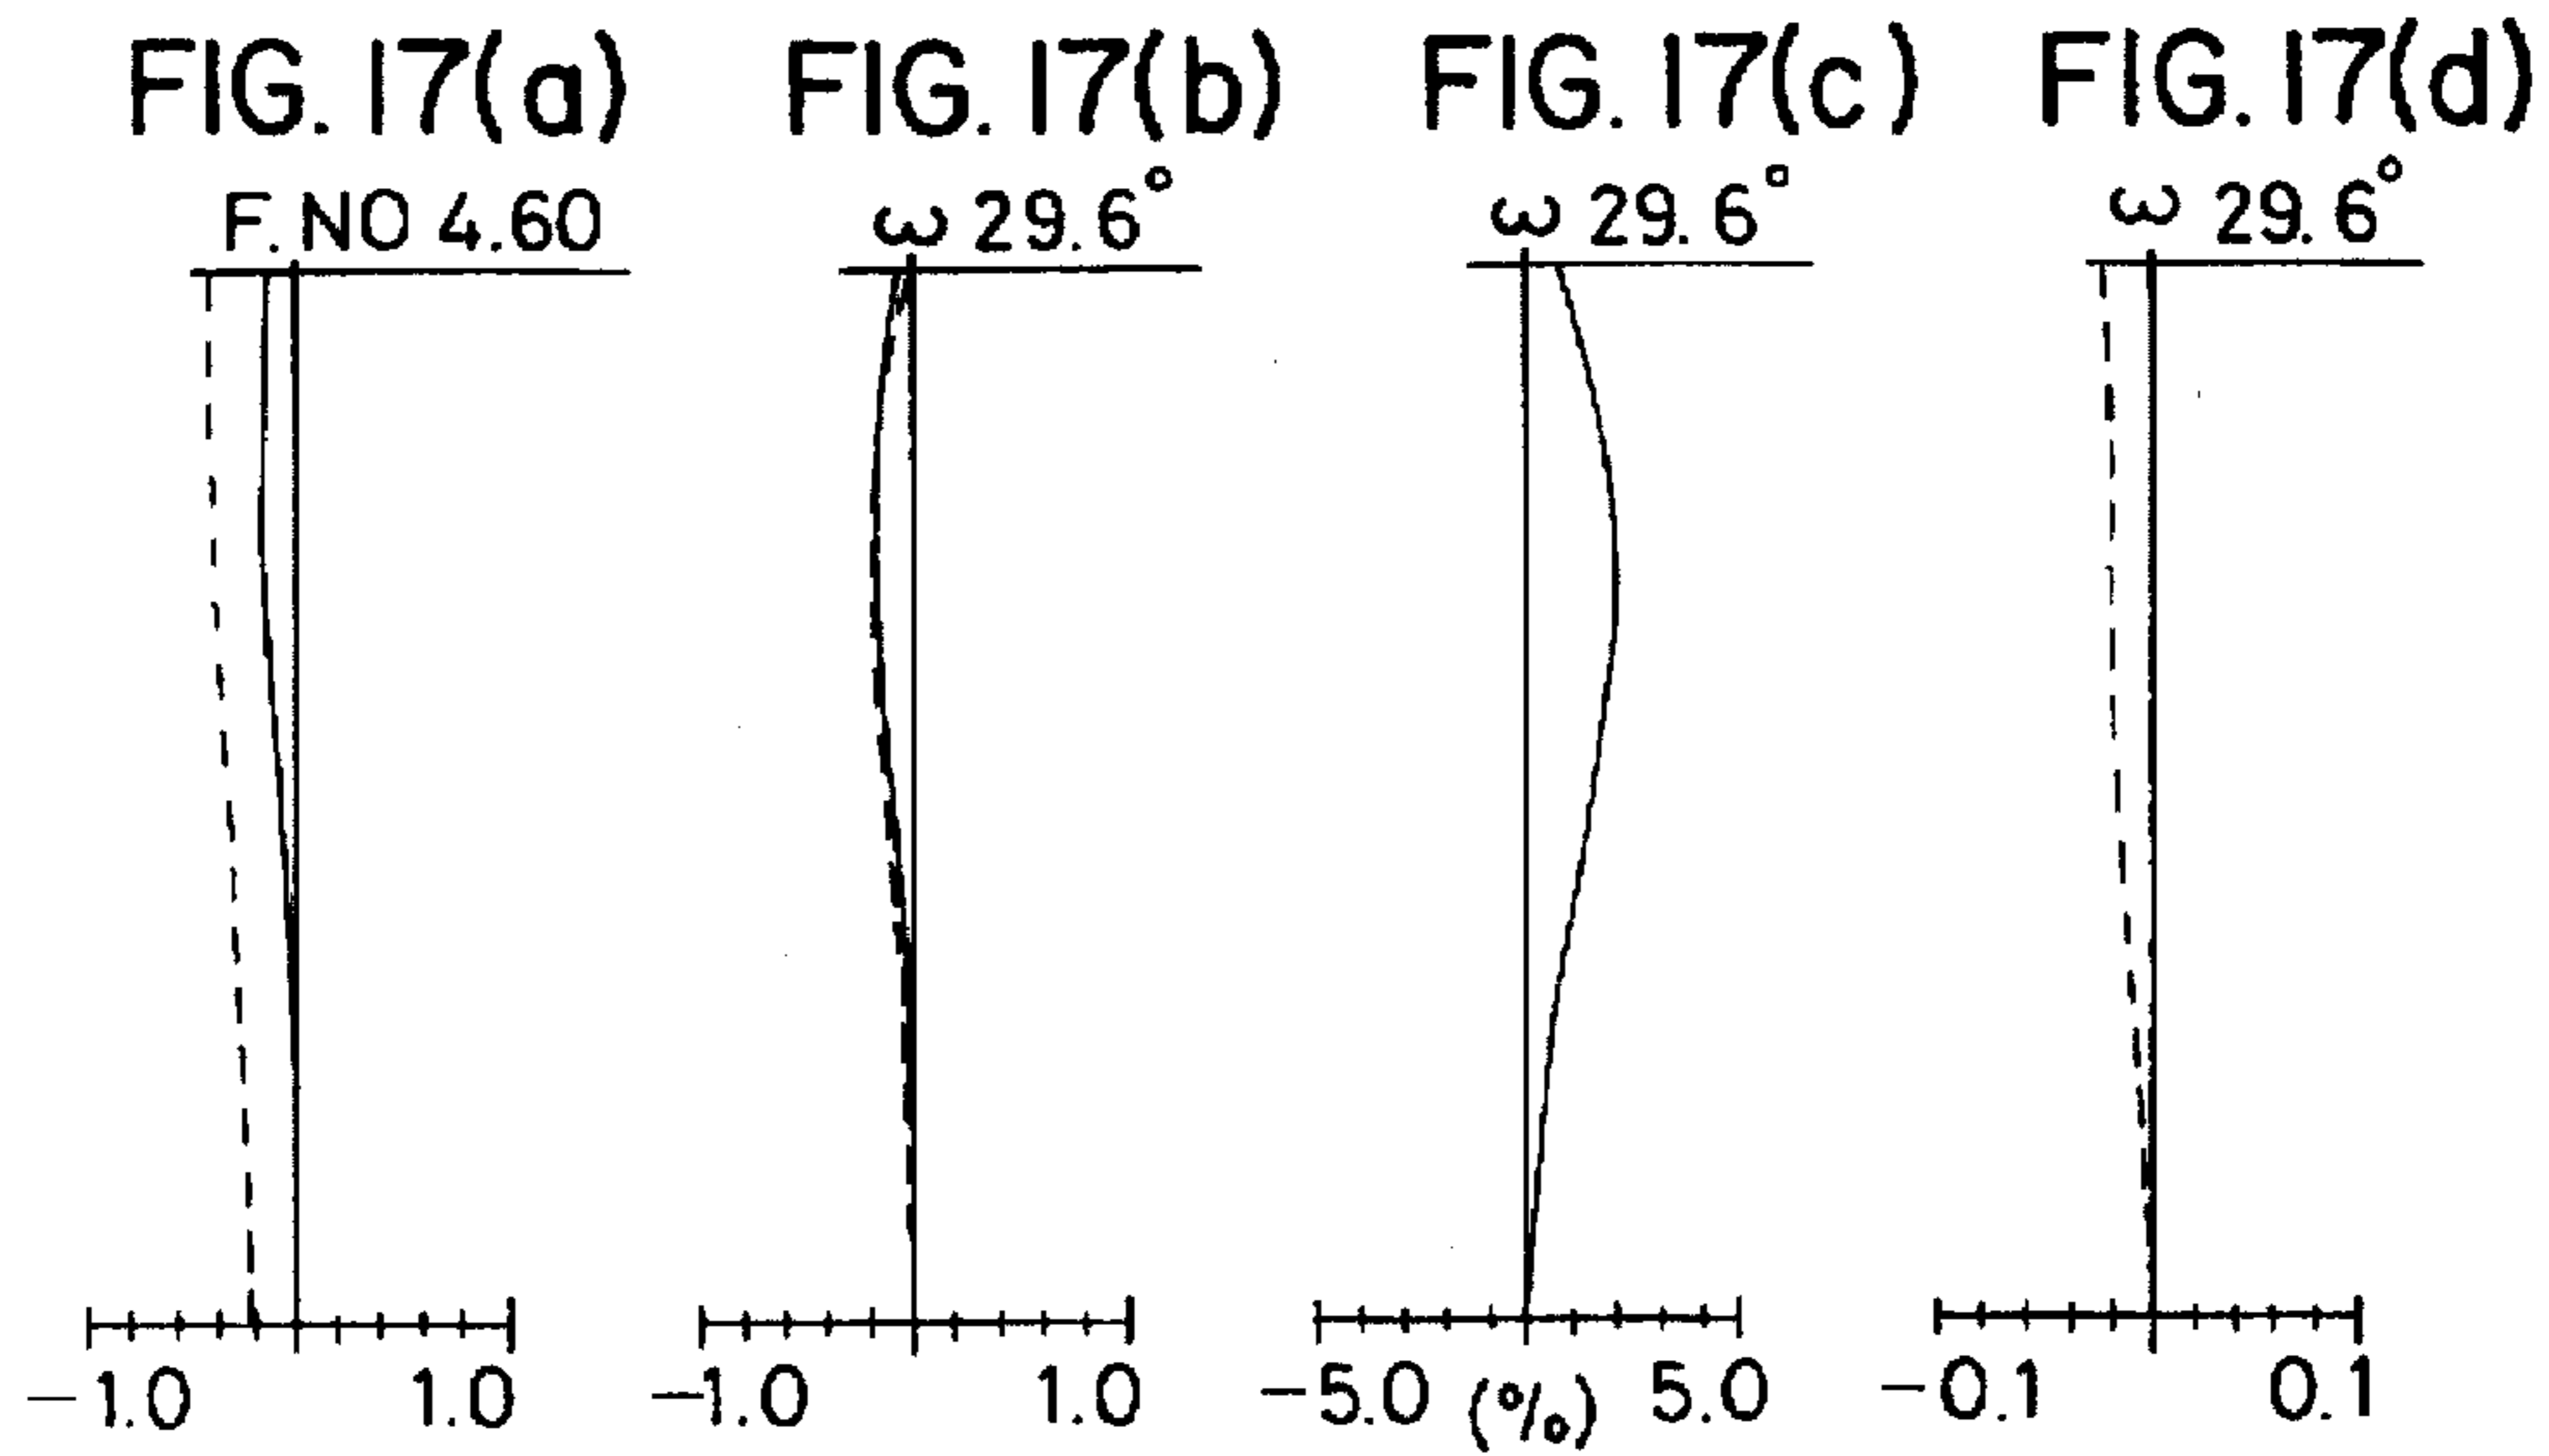 FIG. 17(a) FIG. 17(b) FIG. 17(c) FIG. 17(d)
F. NO 4.60 ω 29.6° ω 29.6° ω 29.6°
-1.0 1.0 -1.0 1.0 -5.0 (%) 5.0 -0.1 0.1